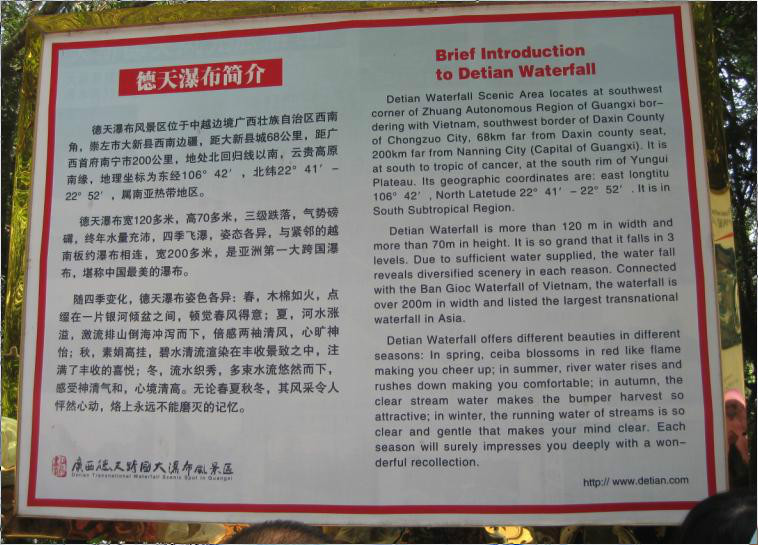 德天瀑布简介
德天瀑布风景区位于中越边境广西壮族自治区西南
角，崇左市大新县西南边疆，距大新县城68公里，距广
西首府南宁市200公里，地处北回归线以南，云贵高原
南缘，地理坐标为东经106°42′，北纬22°41′－
22°52′，属南亚热带地区。
德天瀑布宽120多米，高70多米，三级跌落，气势磅
礴，终年水量充沛，四季飞瀑，姿态各异，与紧邻的越
南板约瀑布相连，宽200多米，是亚洲第一大跨国瀑
布，堪称中国最美的瀑布。
随四季变化，德天瀑布姿色各异：春，木棉如火，点
缀在一片银河倾盆之间，顿觉春风得意；夏，河水涨
溢，激流排山倒海冲泻而下，倍感两袖清风，心旷神
怡；秋，素娟高挂，碧水清流渲染在丰收景致之中，注
满了丰收的喜悦；冬，流水织秀，多束水流悠然而下，
感受神清气和，心境清高。无论春夏秋冬，其风采令人
怦然心动，烙上永远不能磨灭的记忆。
廣西德天跨國大瀑布風景區
Detian Transnational Waterfall Scenic Spot in Guangxi
Brief Introduction
to Detian Waterfall
Detian Waterfall Scenic Area locates at southwest
corner of Zhuang Autonomous Region of Guangxi bor-
dering with Vietnam, southwest border of Daxin County
of Chongzuo City, 68km far from Daxin county seat,
200km far from Nanning City (Capital of Guangxi). It is
at south to tropic of cancer, at the south rim of Yungui
Plateau. Its geographic coordinates are: east longtitu
106°42′, North Latetude 22°41′－22°52′. It is in
South Subtropical Region.
Detian Waterfall is more than 120 m in width and
more than 70m in height. It is so grand that it falls in 3
levels. Due to sufficient water supplied, the water fall
reveals diversified scenery in each reason. Connected
with the Ban Gioc Waterfall of Vietnam, the waterfall is
over 200m in width and listed the largest transnational
waterfall in Asia.
Detian Waterfall offers different beauties in different
seasons: In spring, ceiba blossoms in red like flame
making you cheer up; in summer, river water rises and
rushes down making you comfortable; in autumn, the
clear stream water makes the bumper harvest so
attractive; in winter, the running water of streams is so
clear and gentle that makes your mind clear. Each
season will surely impresses you deeply with a won-
derful recollection.
http:// www.detian.com